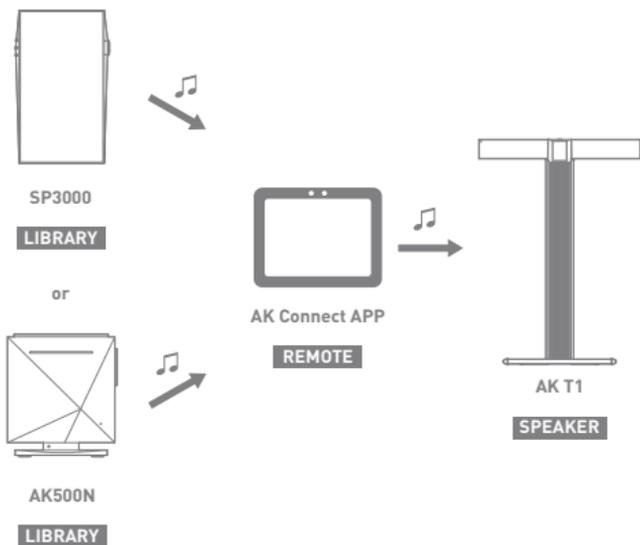 SP3000
LIBRARY
or
AK500N
LIBRARY
AK Connect APP
REMOTE
AK T1
SPEAKER